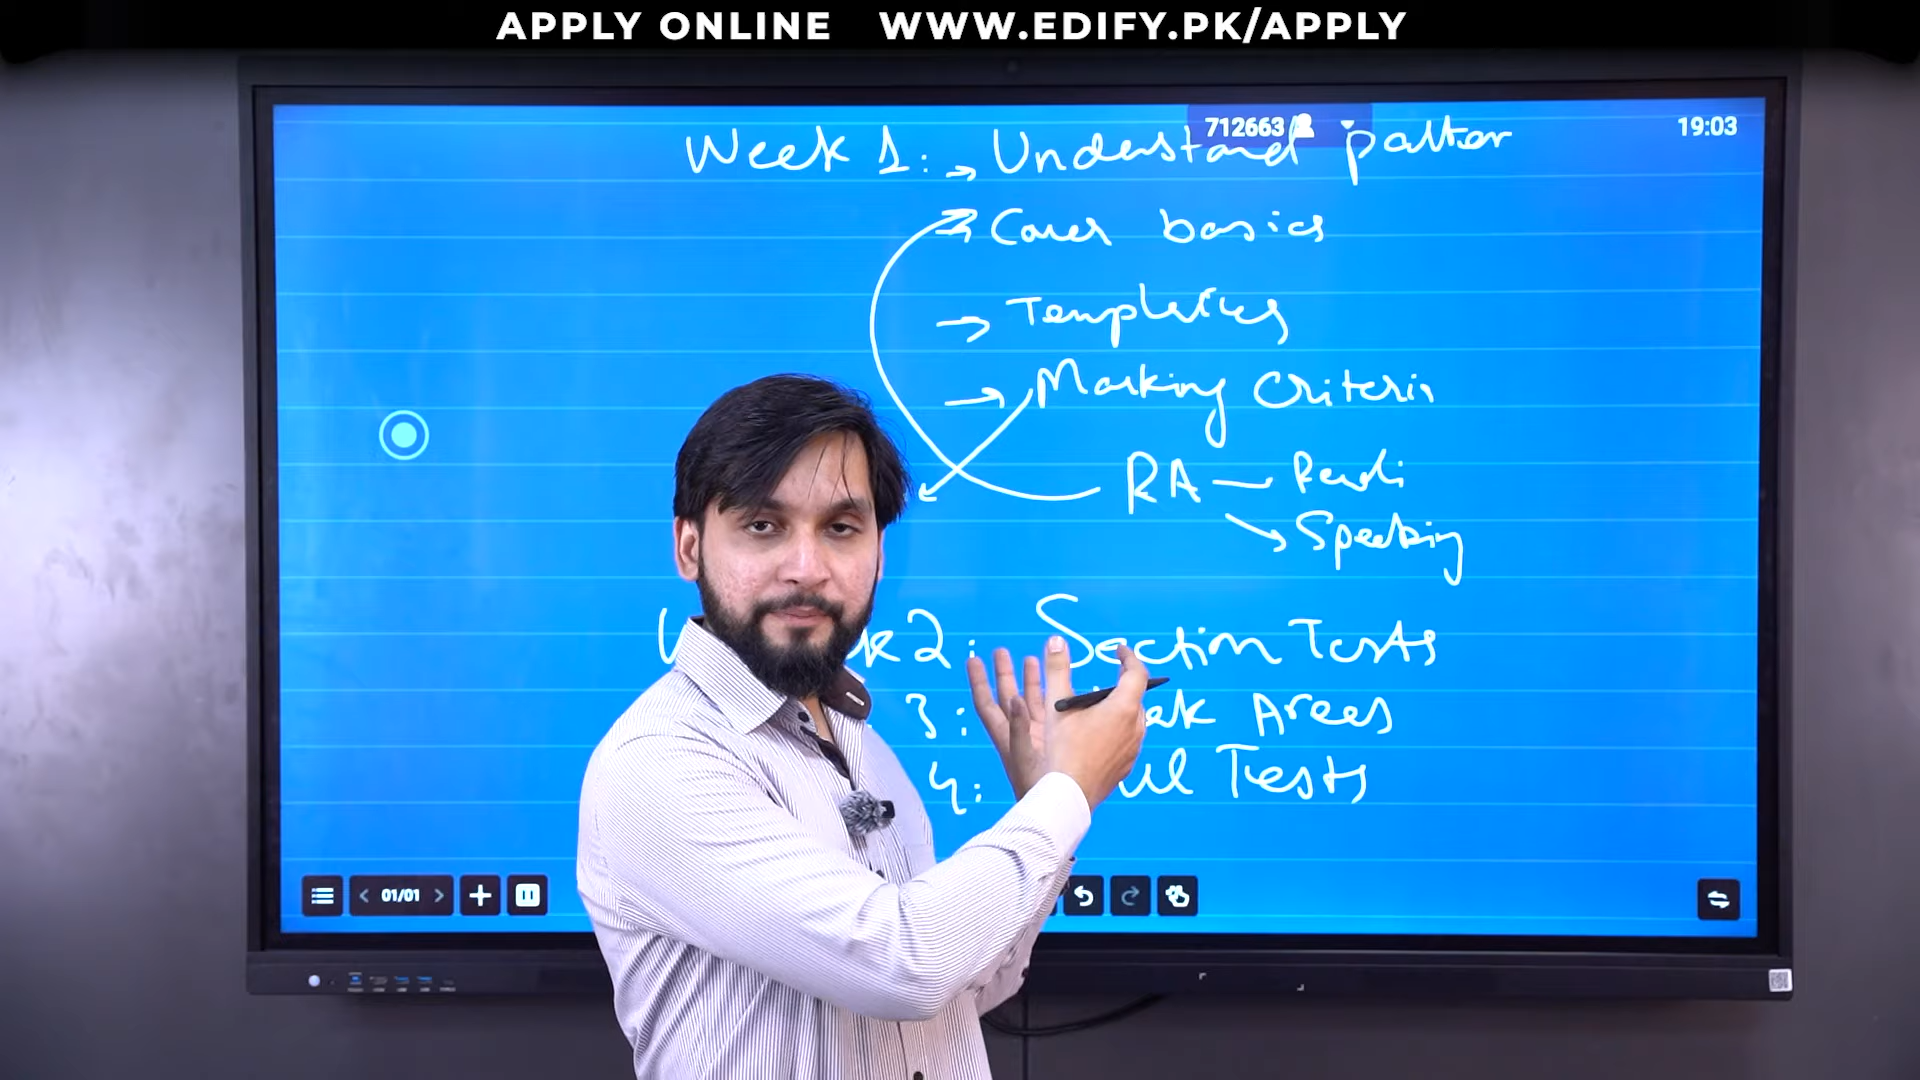 APPLY ONLINE WWW.EDIFY.PK/APPLY
712663
19:03
Week 1: → Understand patter
→ Cover basics
→ Templates
→ Marking Criteria
RA — Readi
→ Speaking
2: Section Tests
3: Areas
4: Tests
01/01